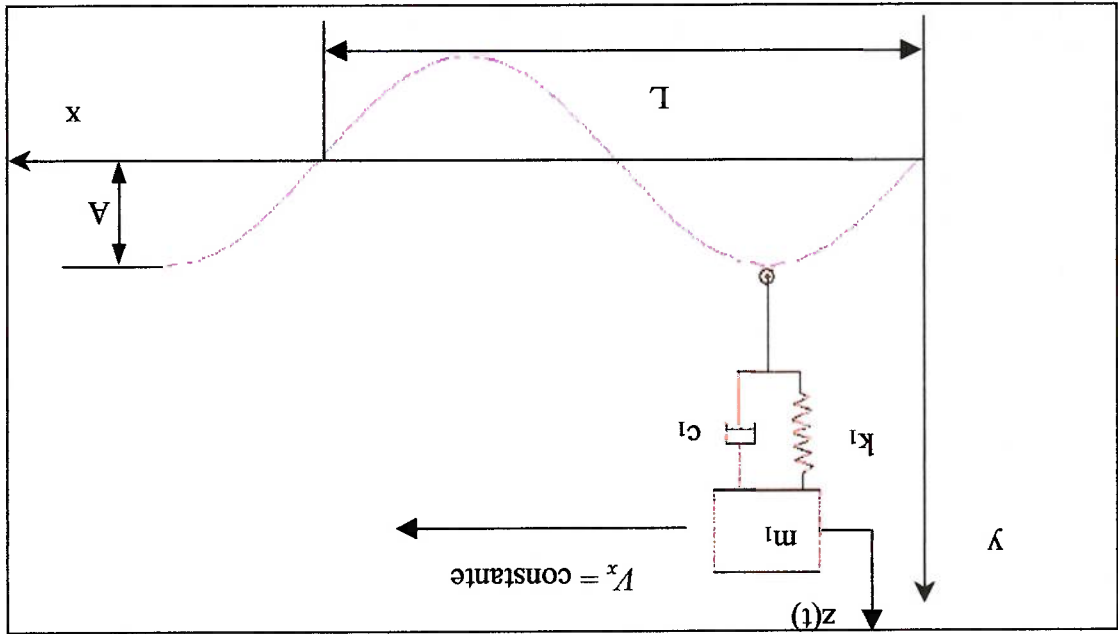 z(t)
Vₓ = constante
y
m₁
k₁
c₁
A
L
x